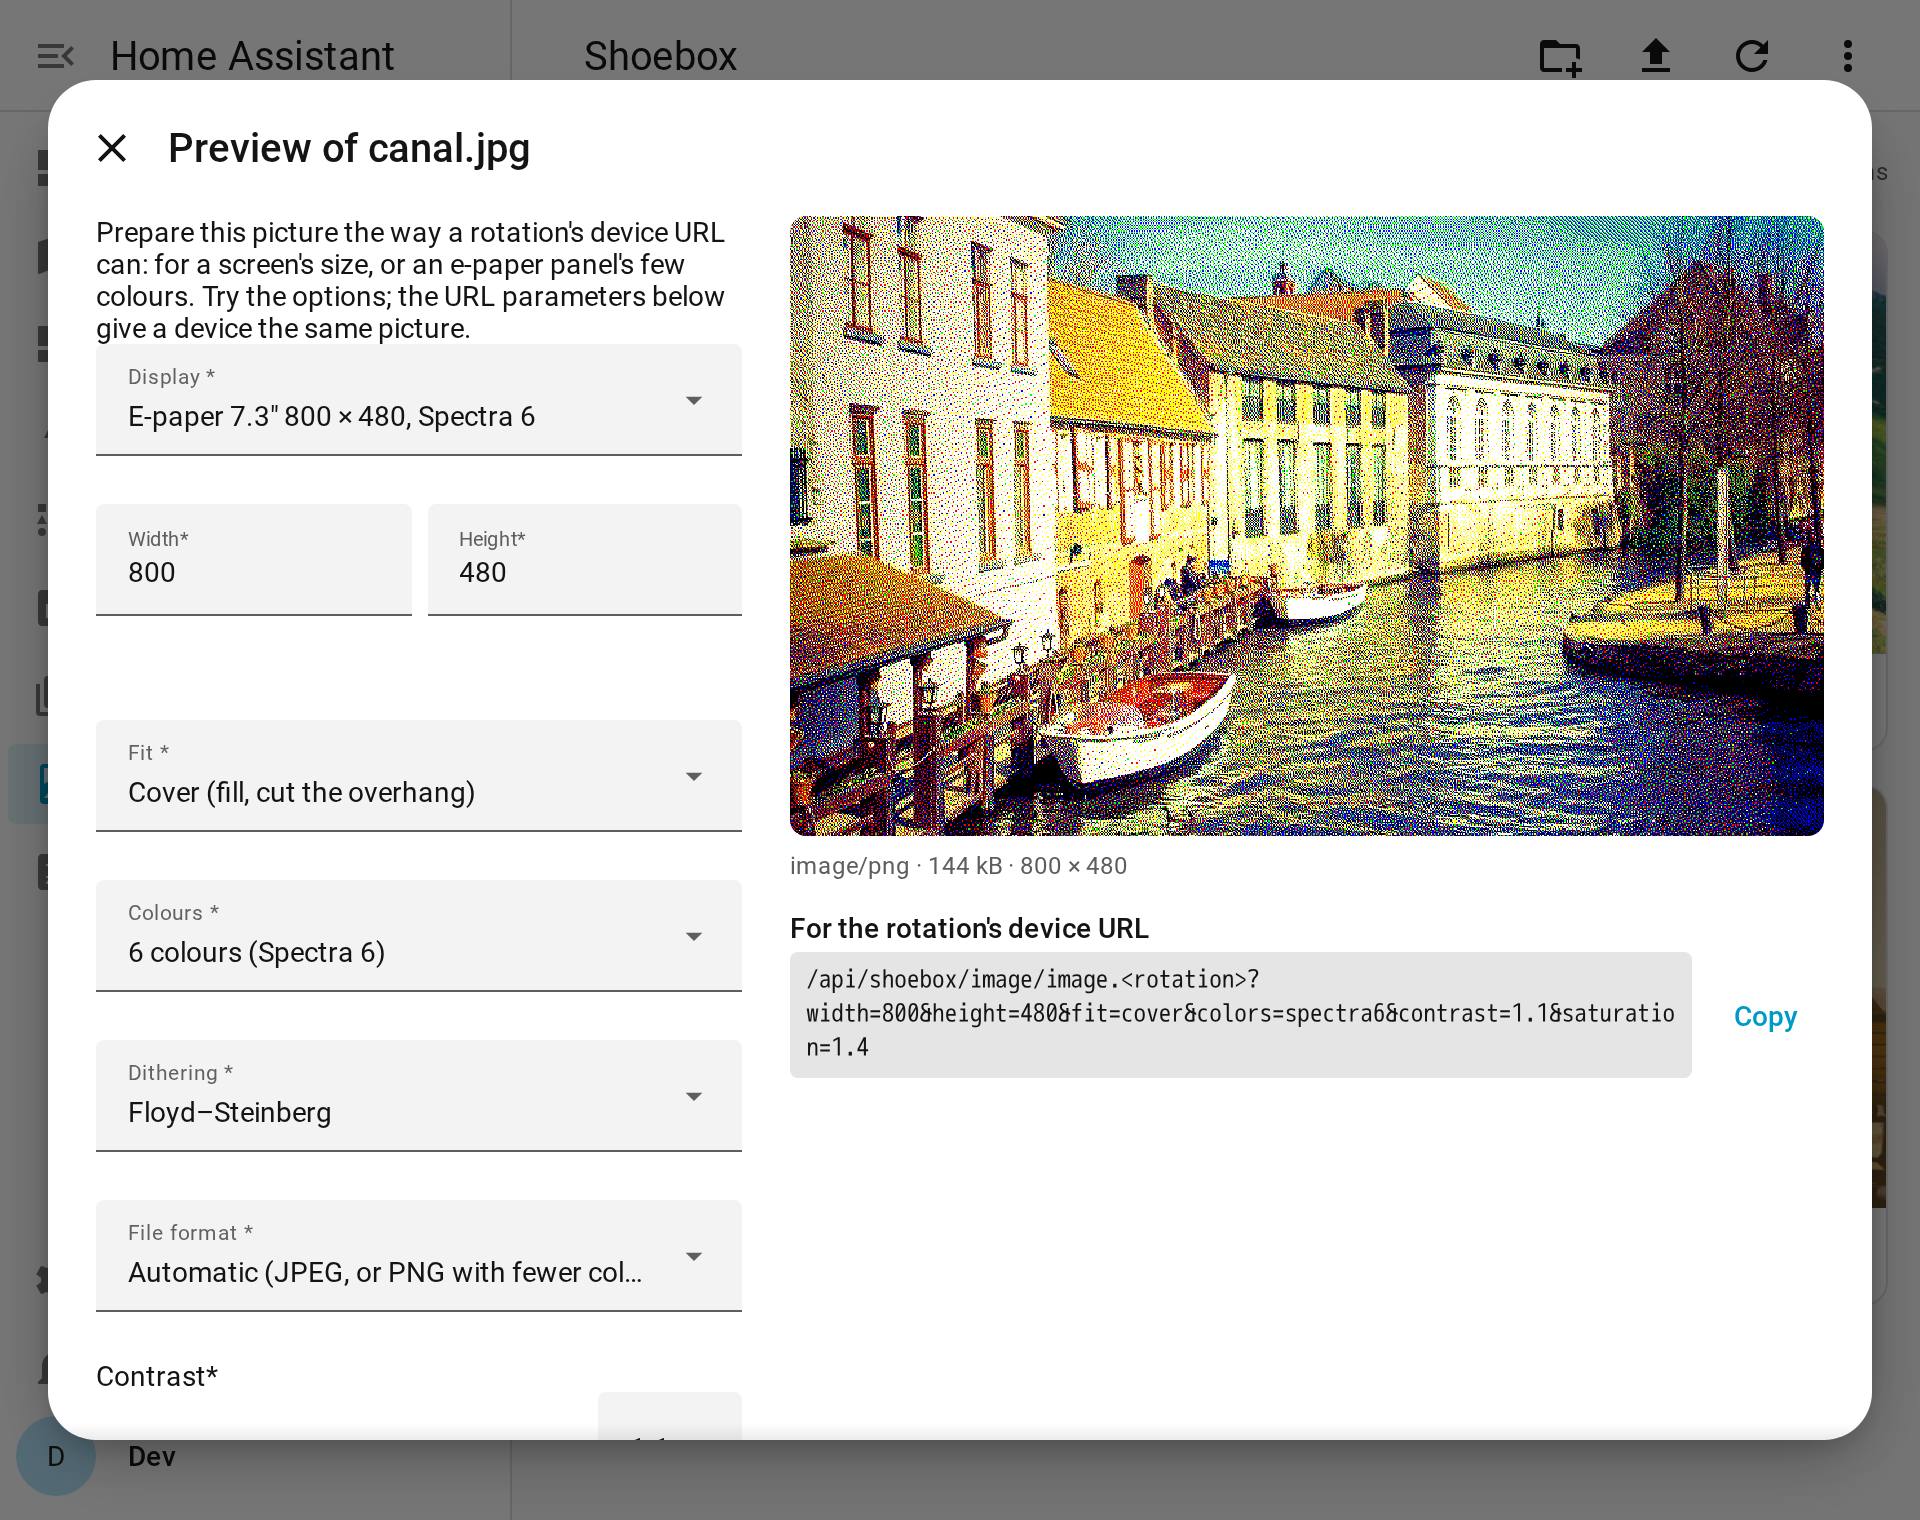 Home Assistant
Shoebox
Preview of canal.jpg
Prepare this picture the way a rotation's device URL
can: for a screen's size, or an e-paper panel's few
colours. Try the options; the URL parameters below
give a device the same picture.
Display *
E-paper 7.3" 800 × 480, Spectra 6
Width*
800
Height*
480
Fit *
Cover (fill, cut the overhang)
Colours *
6 colours (Spectra 6)
Dithering *
Floyd–Steinberg
File format *
Automatic (JPEG, or PNG with fewer col…
Contrast*
image/png · 144 kB · 800 × 480
For the rotation's device URL
/api/shoebox/image/image.<rotation>?
width=800&height=480&fit=cover&colors=spectra6&contrast=1.1&saturatio
n=1.4
Copy
D
Dev